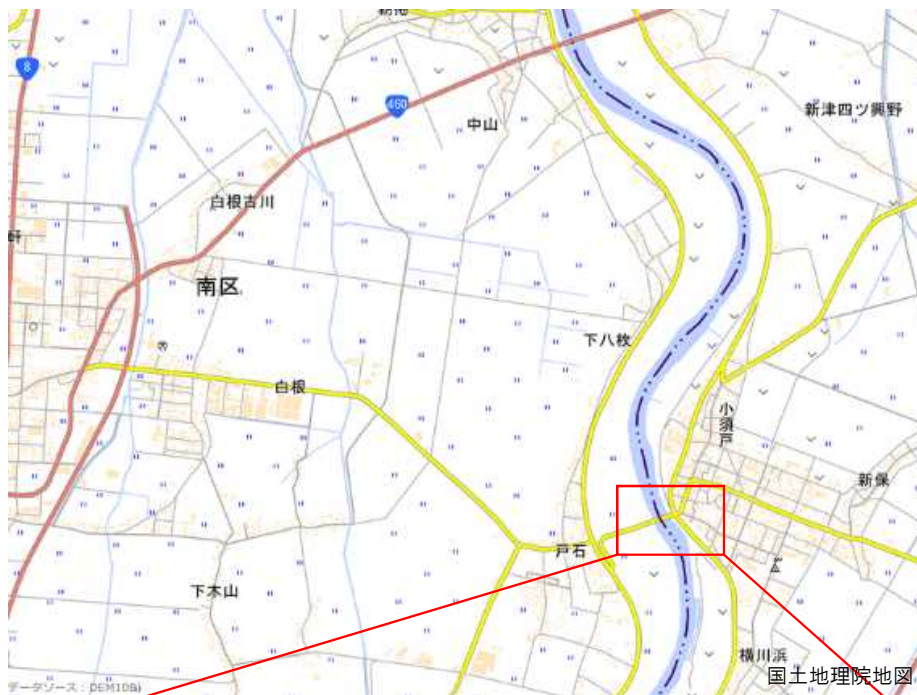 8
460
中山
新津四ツ興野
白根古川
軒
南区
下八枚
白根
小須戸
新保
戸石
下木山
横川浜
国土地理院地図
データソース:DEM10B)